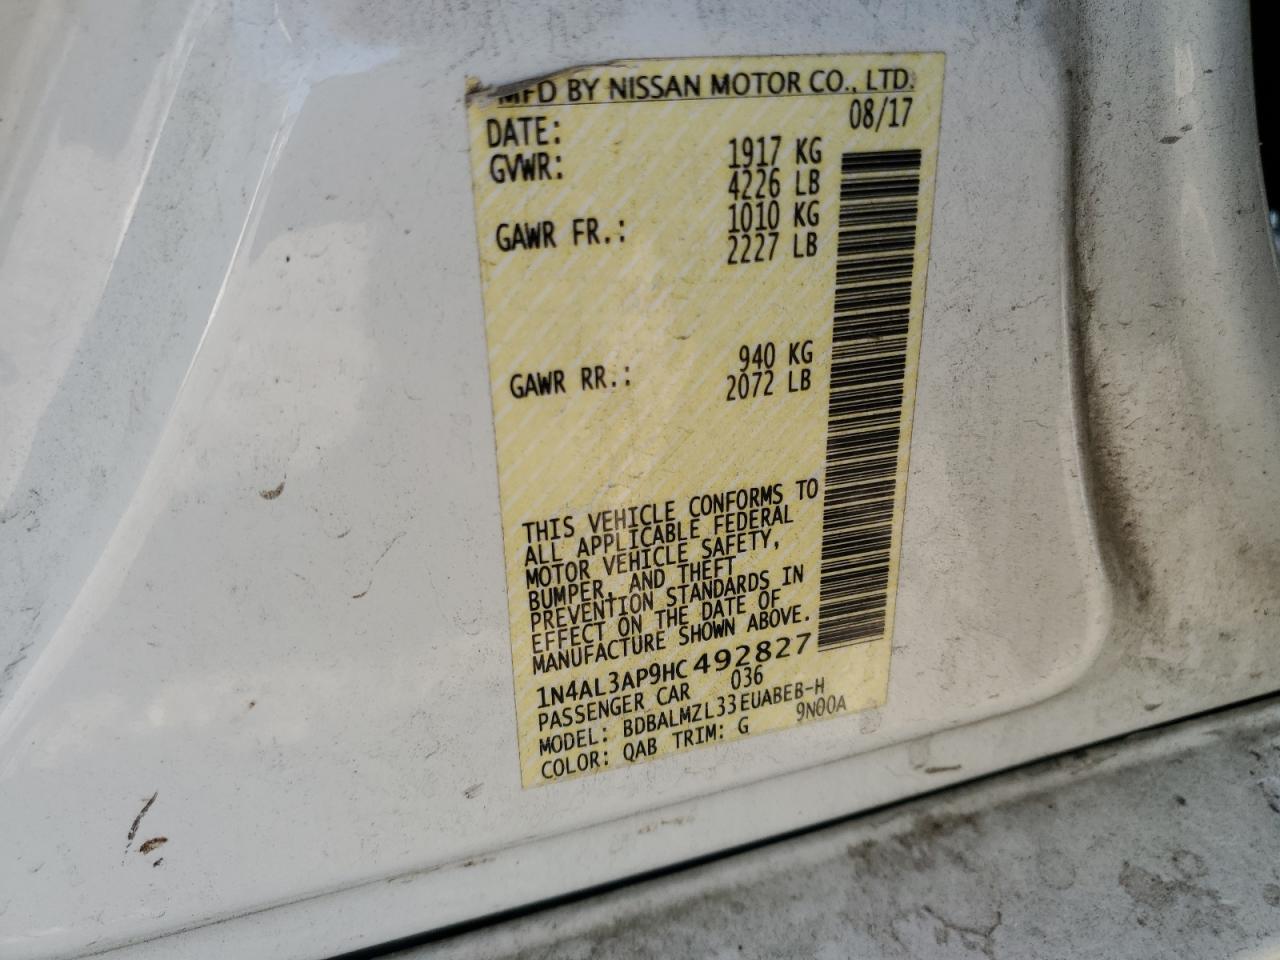 MFD BY NISSAN MOTOR CO., LTD.
DATE: 08/17
GVWR: 1917 KG
4226 LB
GAWR FR.: 1010 KG
2227 LB
GAWR RR.: 940 KG
2072 LB
THIS VEHICLE CONFORMS TO
ALL APPLICABLE FEDERAL
MOTOR VEHICLE SAFETY,
BUMPER, AND THEFT
PREVENTION STANDARDS IN
EFFECT ON THE DATE OF
MANUFACTURE SHOWN ABOVE.
1N4AL3AP9HC492827
PASSENGER CAR 036
MODEL: BDBALMZL33EUABEB-H
COLOR: QAB TRIM: G 9N00A